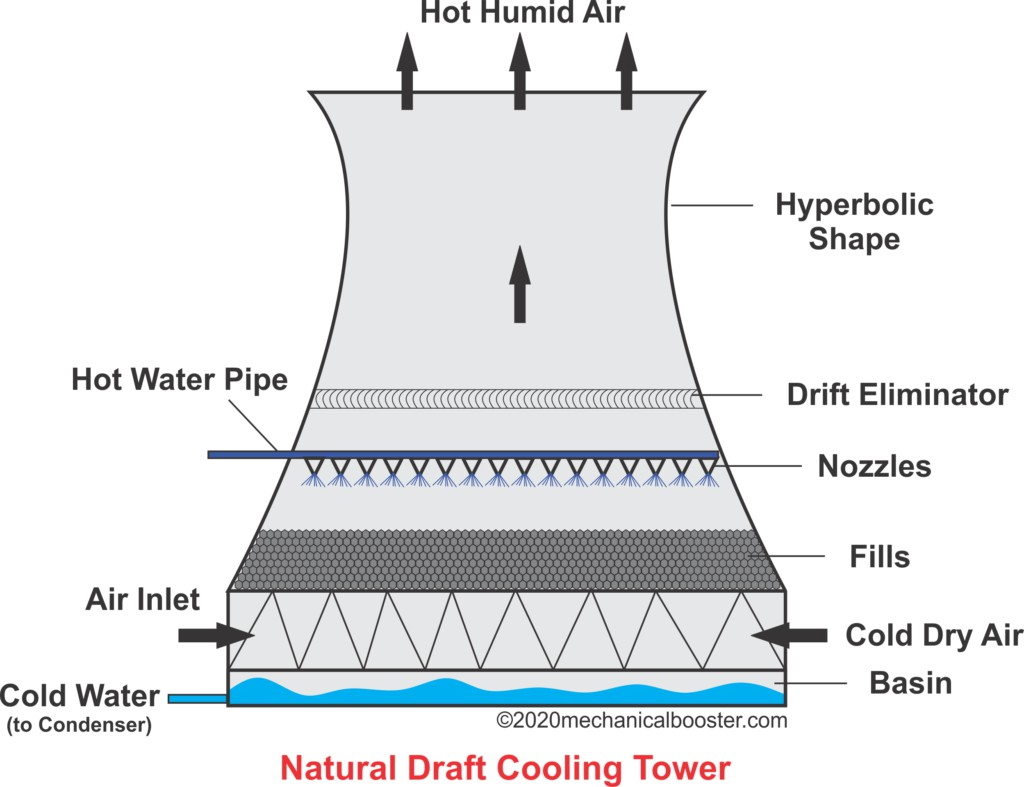 Hot Humid Air
Hyperbolic
Shape
Hot Water Pipe
Drift Eliminator
Nozzles
Fills
Air Inlet
Cold Dry Air
Basin
Cold Water
(to Condenser)
©2020mechanicalbooster.com
Natural Draft Cooling Tower